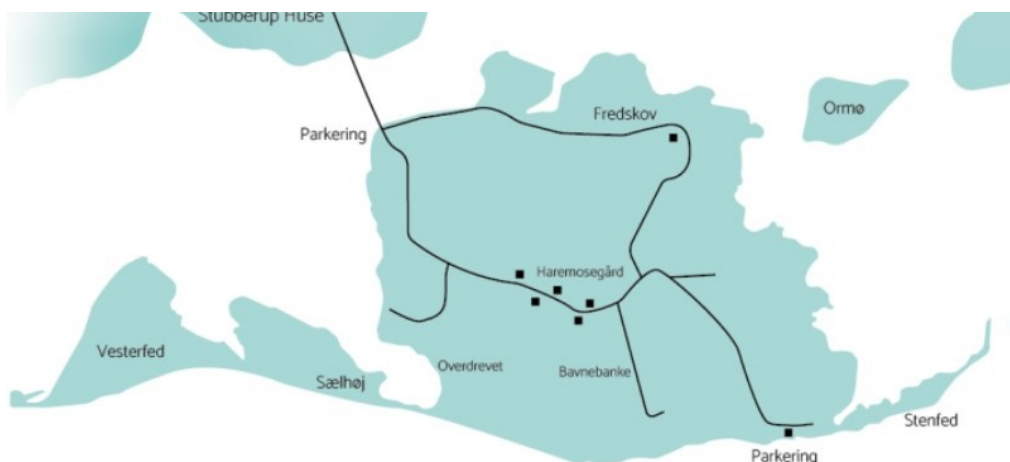 Stubberup Huse
Fredskov
Ormø
Parkering
Haremosegård
Vesterfed
Overdrevet
Bavnebanke
Sælhøj
Stenfed
Parkering